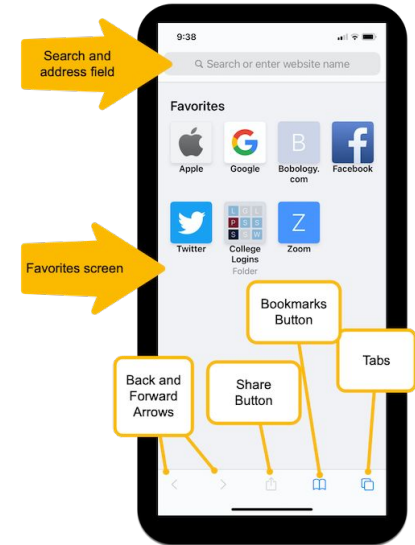 9:38
Search and
address field
Search or enter website name
Favorites
G
B
f
Apple
Google
Bobology.
com
Facebook
L G L
P S S
S S W
Z
Twitter
College
Logins
Folder
Zoom
Favorites screen
Bookmarks
Button
Tabs
Back and
Forward
Arrows
Share
Button